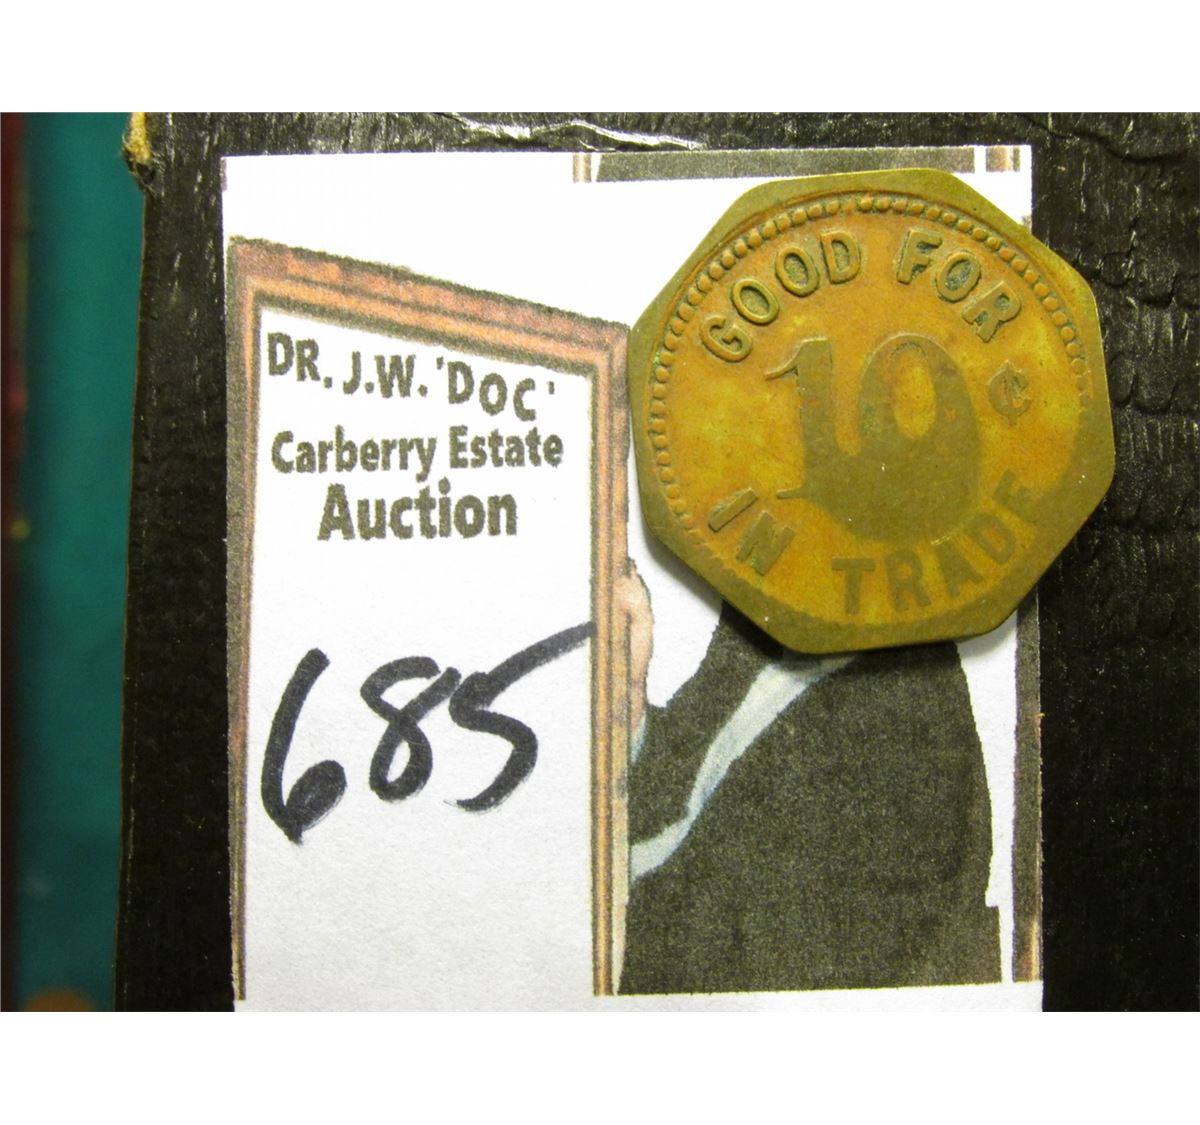 DR. J.W. 'DOC'
Carberry Estate
Auction
685
GOOD FOR
10 ¢
IN TRADE